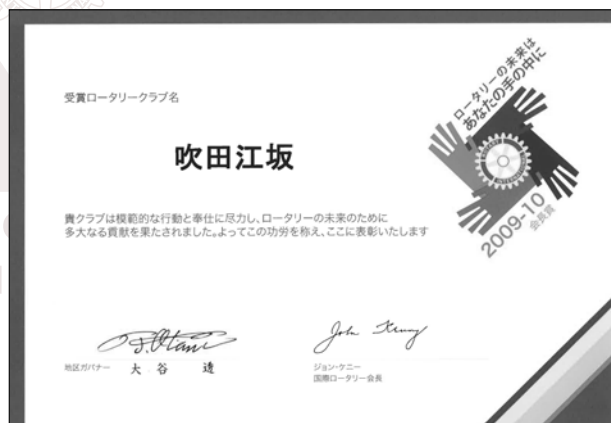 受賞ロータリークラブ名
ロータリーの未来は
あなたの手の中に
吹田江坂
ROTARY
INTERNATIONAL
2009-10
会長賞
貴クラブは模範的な行動と奉仕に尽力し、ロータリーの未来のために
多大なる貢献を果たされました。よってこの功労を称え、ここに表彰いたします
地区ガバナー 大谷 透
John Kenny
ジョン・ケニー
国際ロータリー会長